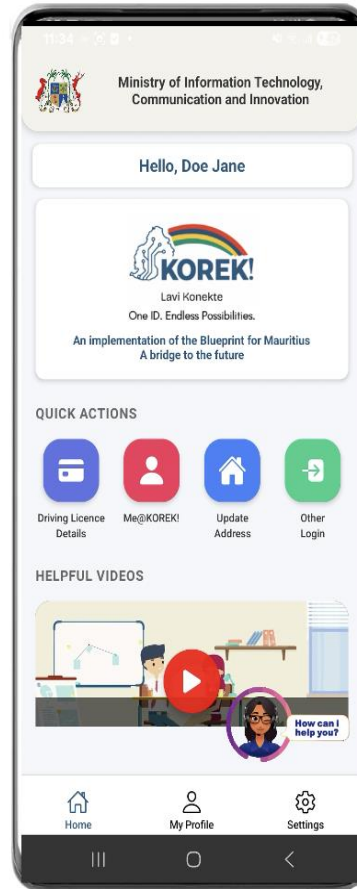 11:34
Ministry of Information Technology,
Communication and Innovation
Hello, Doe Jane
KOREK!
Lavi Konekte
One ID. Endless Possibilities.
An implementation of the Blueprint for Mauritius
A bridge to the future
QUICK ACTIONS
Driving Licence
Details
Me@KOREK!
Update
Address
Other
Login
HELPFUL VIDEOS
How can I
help you?
Home
My Profile
Settings